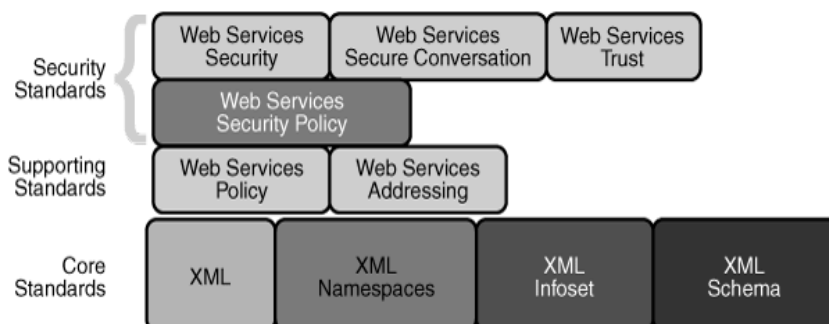 Security
Standards
Web Services
Security
Web Services
Secure Conversation
Web Services
Trust
Web Services
Security Policy
Supporting
Standards
Web Services
Policy
Web Services
Addressing
Core
Standards
XML
XML
Namespaces
XML
Infoset
XML
Schema